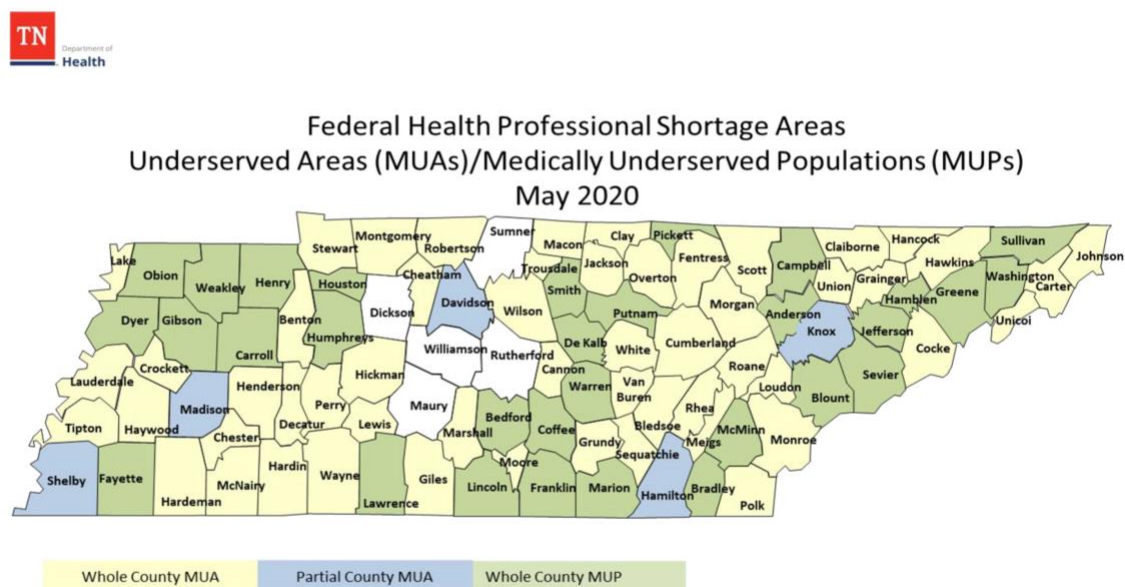 TN
Department of
Health
Federal Health Professional Shortage Areas
Underserved Areas (MUAs)/Medically Underserved Populations (MUPs)
May 2020
Stewart
Montgomery
Robertson
Sumner
Macon
Clay
Pickett
Claiborne
Hancock
Sullivan
Lake
Obion
Weakley
Henry
Houston
Cheatham
Trousdale
Jackson
Overton
Fentress
Scott
Campbell
Union
Grainger
Hawkins
Washington
Johnson
Carter
Dyer
Gibson
Benton
Humphreys
Dickson
Davidson
Wilson
Smith
Putnam
Morgan
Anderson
Knox
Hamblen
Greene
Unicoi
Carroll
Williamson
Rutherford
De Kalb
White
Cumberland
Jefferson
Cocke
Lauderdale
Crockett
Henderson
Hickman
Cannon
Roane
Sevier
Madison
Perry
Maury
Warren
Van
Buren
Rhea
Loudon
Blount
Tipton
Haywood
Chester
Decatur
Lewis
Marshall
Bedford
Coffee
Grundy
Bledsoe
Meigs
McMinn
Monroe
Sequatchie
Shelby
Fayette
Hardeman
McNairy
Hardin
Wayne
Lawrence
Giles
Lincoln
Moore
Franklin
Marion
Hamilton
Bradley
Polk
Whole County MUA
Partial County MUA
Whole County MUP